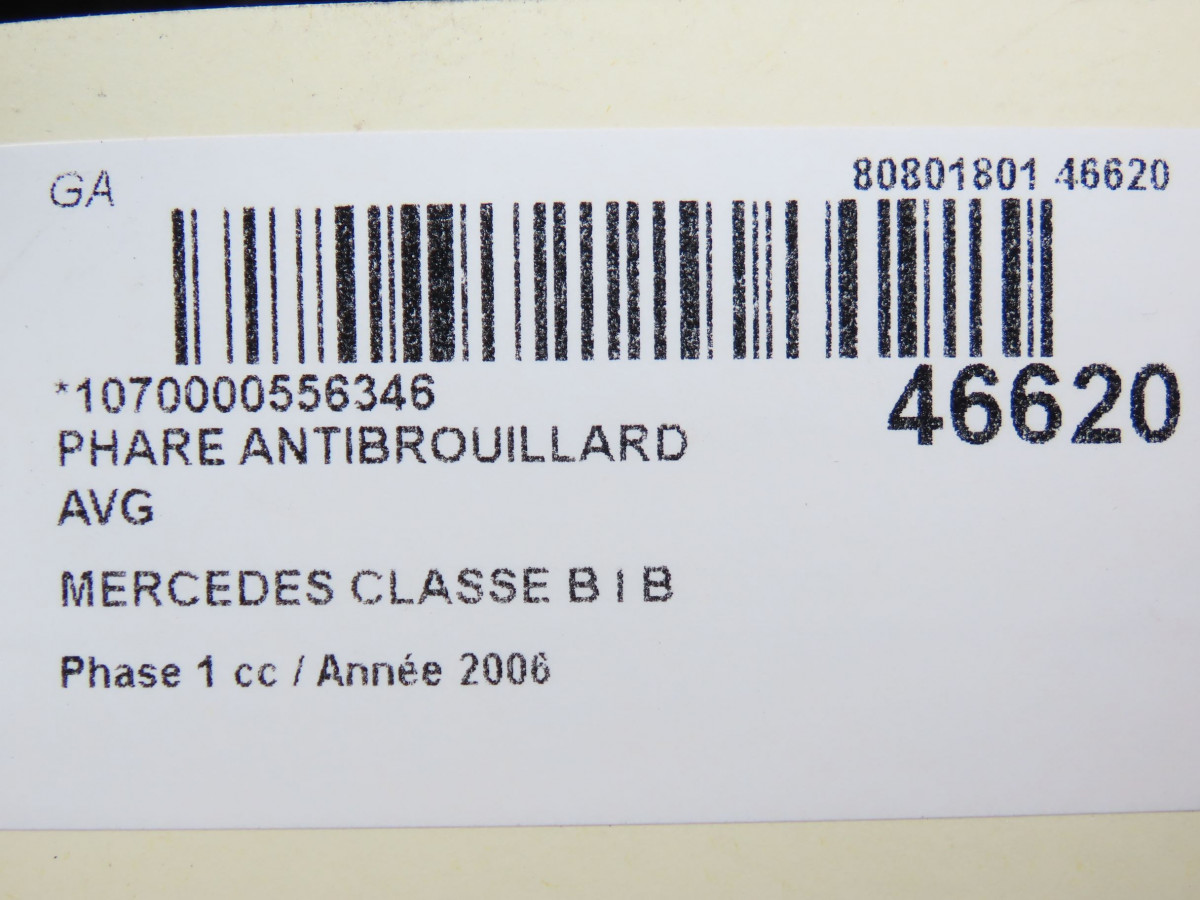 GA
80801801 46620
*1070000556346
46620
PHARE ANTIBROUILLARD
AVG
MERCEDES CLASSE B I B
Phase 1 cc / Année 2006